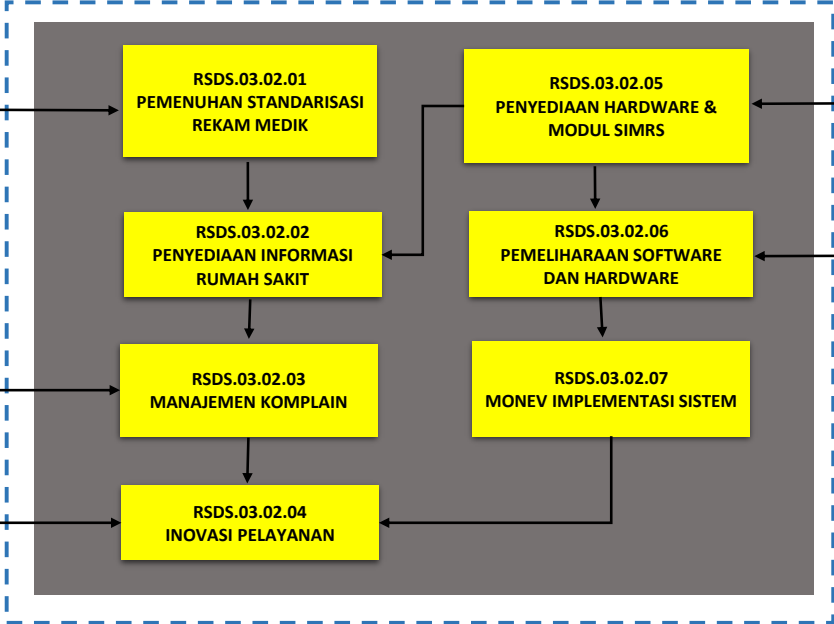 RSDS.03.02.01
PEMENUHAN STANDARISASI
REKAM MEDIK
RSDS.03.02.02
PENYEDIAAN INFORMASI
RUMAH SAKIT
RSDS.03.02.03
MANAJEMEN KOMPLAIN
RSDS.03.02.04
INOVASI PELAYANAN
RSDS.03.02.05
PENYEDIAAN HARDWARE &
MODUL SIMRS
RSDS.03.02.06
PEMELIHARAAN SOFTWARE
DAN HARDWARE
RSDS.03.02.07
MONEV IMPLEMENTASI SISTEM